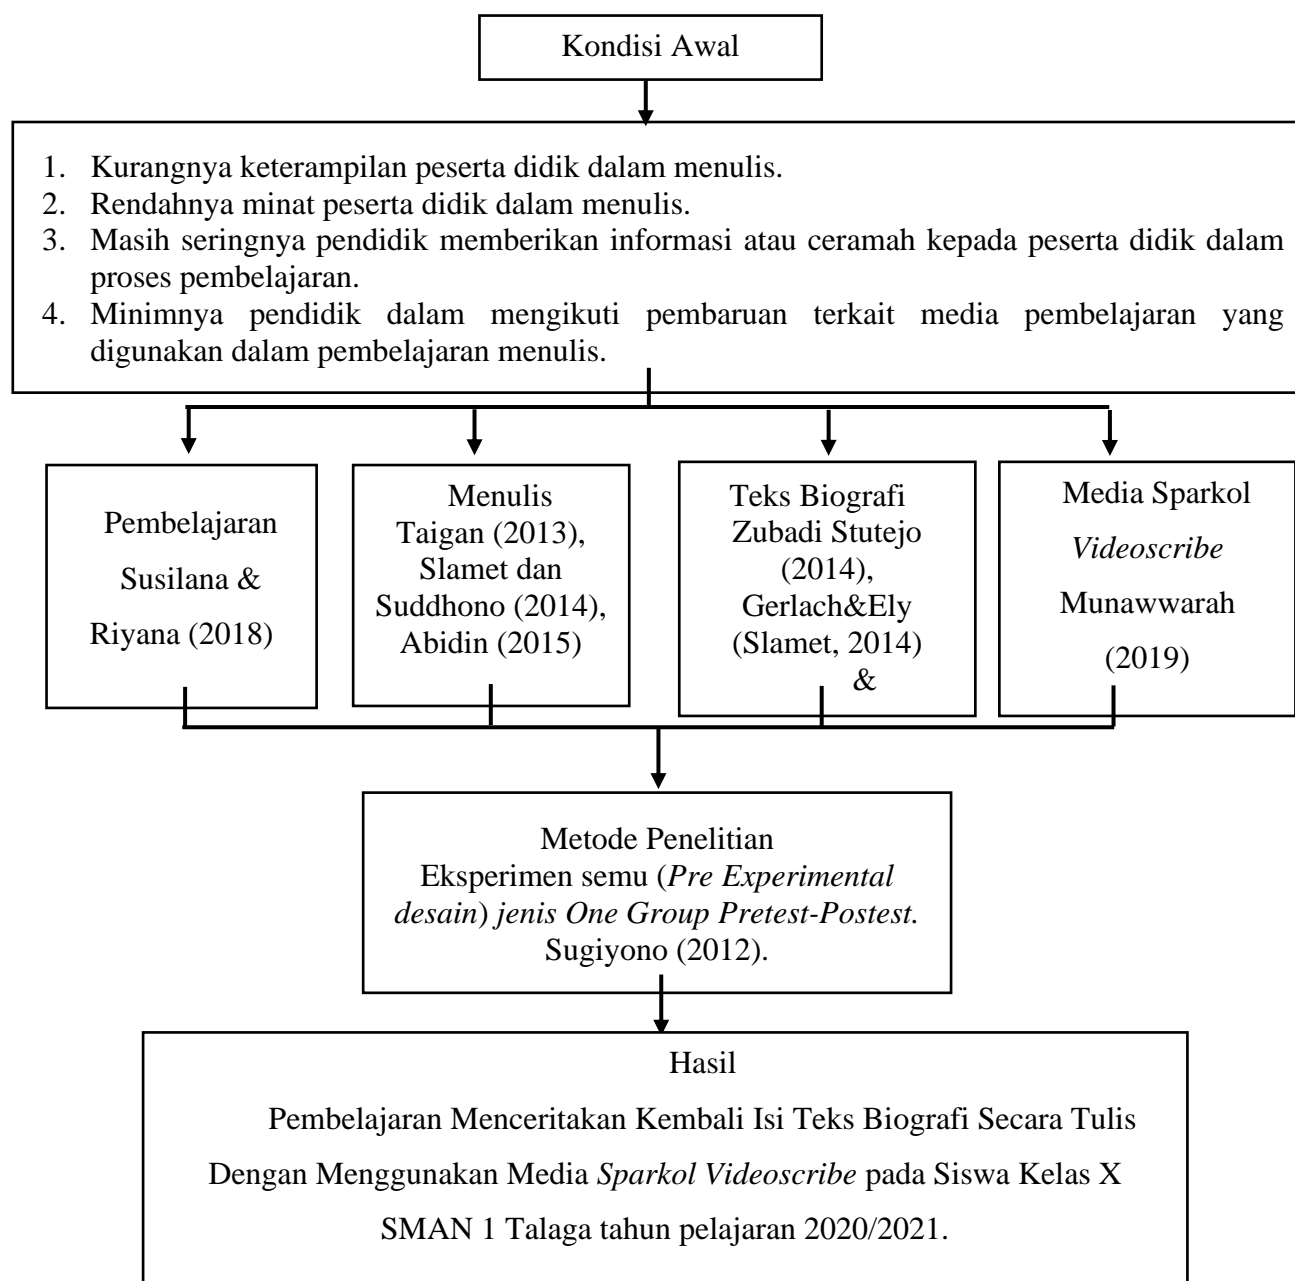 Kondisi Awal
1. Kurangnya keterampilan peserta didik dalam menulis.
2. Rendahnya minat peserta didik dalam menulis.
3. Masih seringnya pendidik memberikan informasi atau ceramah kepada peserta didik dalam
proses pembelajaran.
4. Minimnya pendidik dalam mengikuti pembaruan terkait media pembelajaran yang
digunakan dalam pembelajaran menulis.
Pembelajaran
Susilana &
Riyana (2018)
Menulis
Taigan (2013),
Slamet dan
Suddhono (2014),
Abidin (2015)
Teks Biografi
Zubadi Stutejo
(2014),
Gerlach&Ely
(Slamet, 2014)
&
Media Sparkol
Videoscribe
Munawwarah
(2019)
Metode Penelitian
Eksperimen semu (Pre Experimental
desain) jenis One Group Pretest-Postest.
Sugiyono (2012).
Hasil
Pembelajaran Menceritakan Kembali Isi Teks Biografi Secara Tulis
Dengan Menggunakan Media Sparkol Videoscribe pada Siswa Kelas X
SMAN 1 Talaga tahun pelajaran 2020/2021.